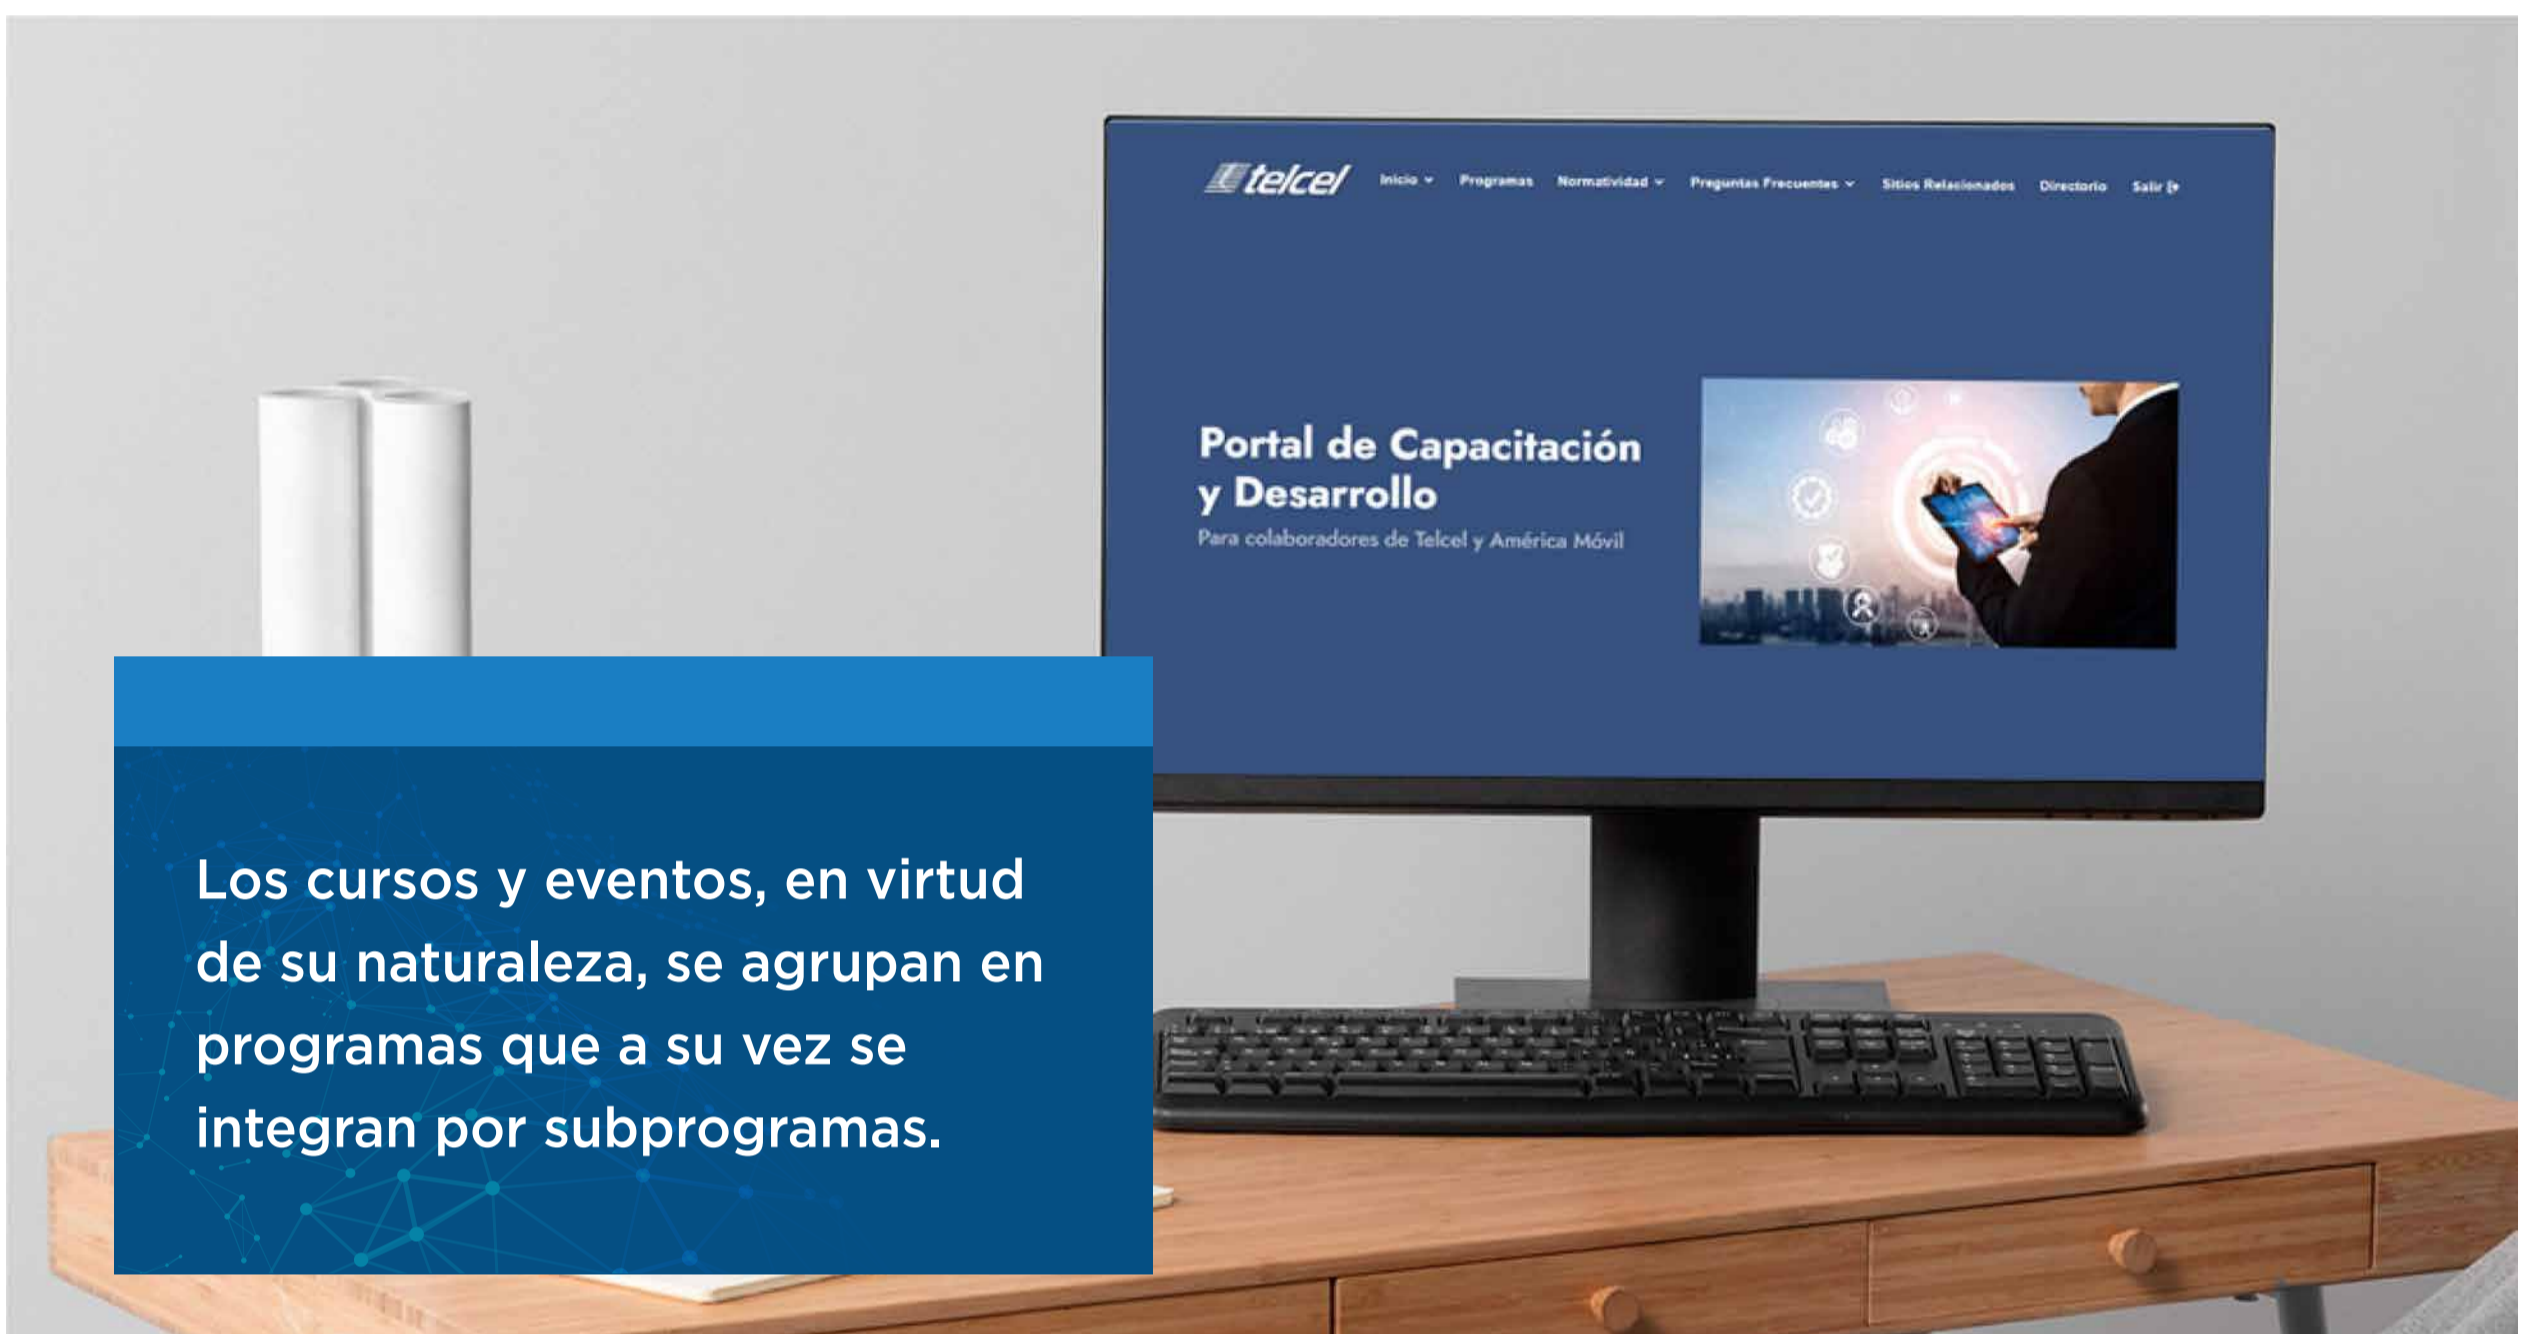 telcel
Inicio Programas Normatividad Preguntas Frecuentes Sitios Relacionados Directorio Salir
Portal de Capacitación
y Desarrollo
Para colaboradores de Telcel y América Móvil
Los cursos y eventos, en virtud
de su naturaleza, se agrupan en
programas que a su vez se
integran por subprogramas.